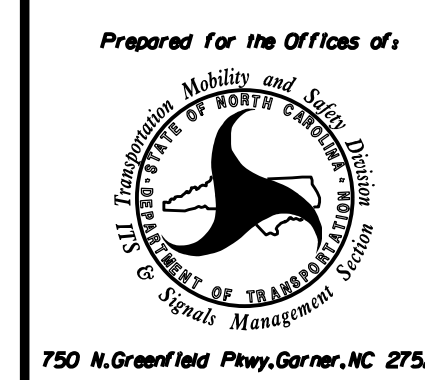 Prepared for the Offices of:
Transportation Mobility and Safety Division
ITS & Signals Management Section
STATE OF NORTH CAROLINA
DEPARTMENT OF TRANSPORTATION
750 N.Greenfield Pkwy,Garner,NC